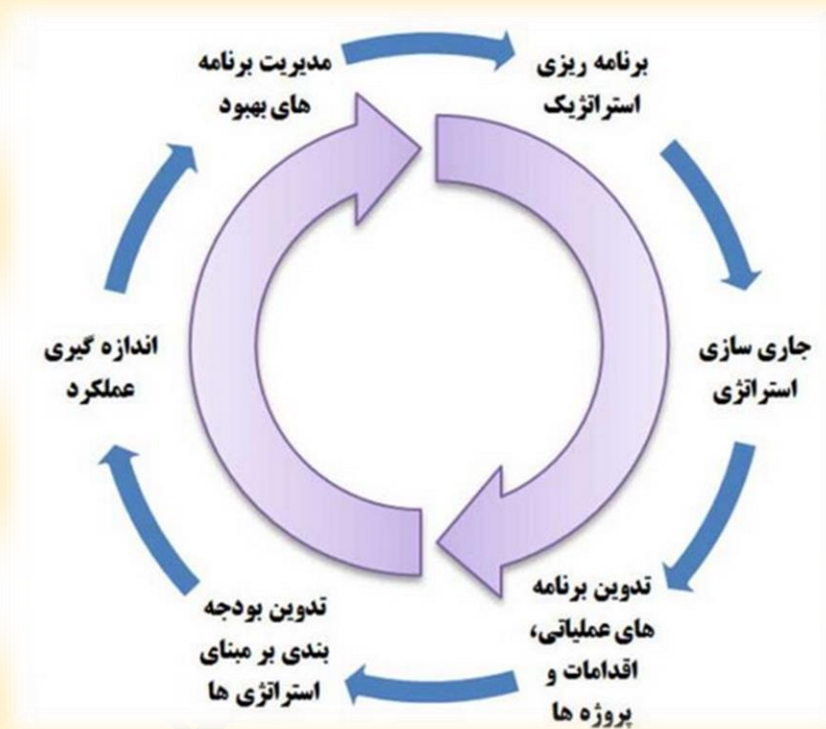 برنامه ریزی
استراتژیک
جاری سازی
استراتژی
تدوین برنامه
های عملیاتی،
اقدامات و
پروژه ها
تدوین بودجه
بندی بر مبنای
استراتژی ها
اندازه گیری
عملکرد
مدیریت برنامه
های بهبود